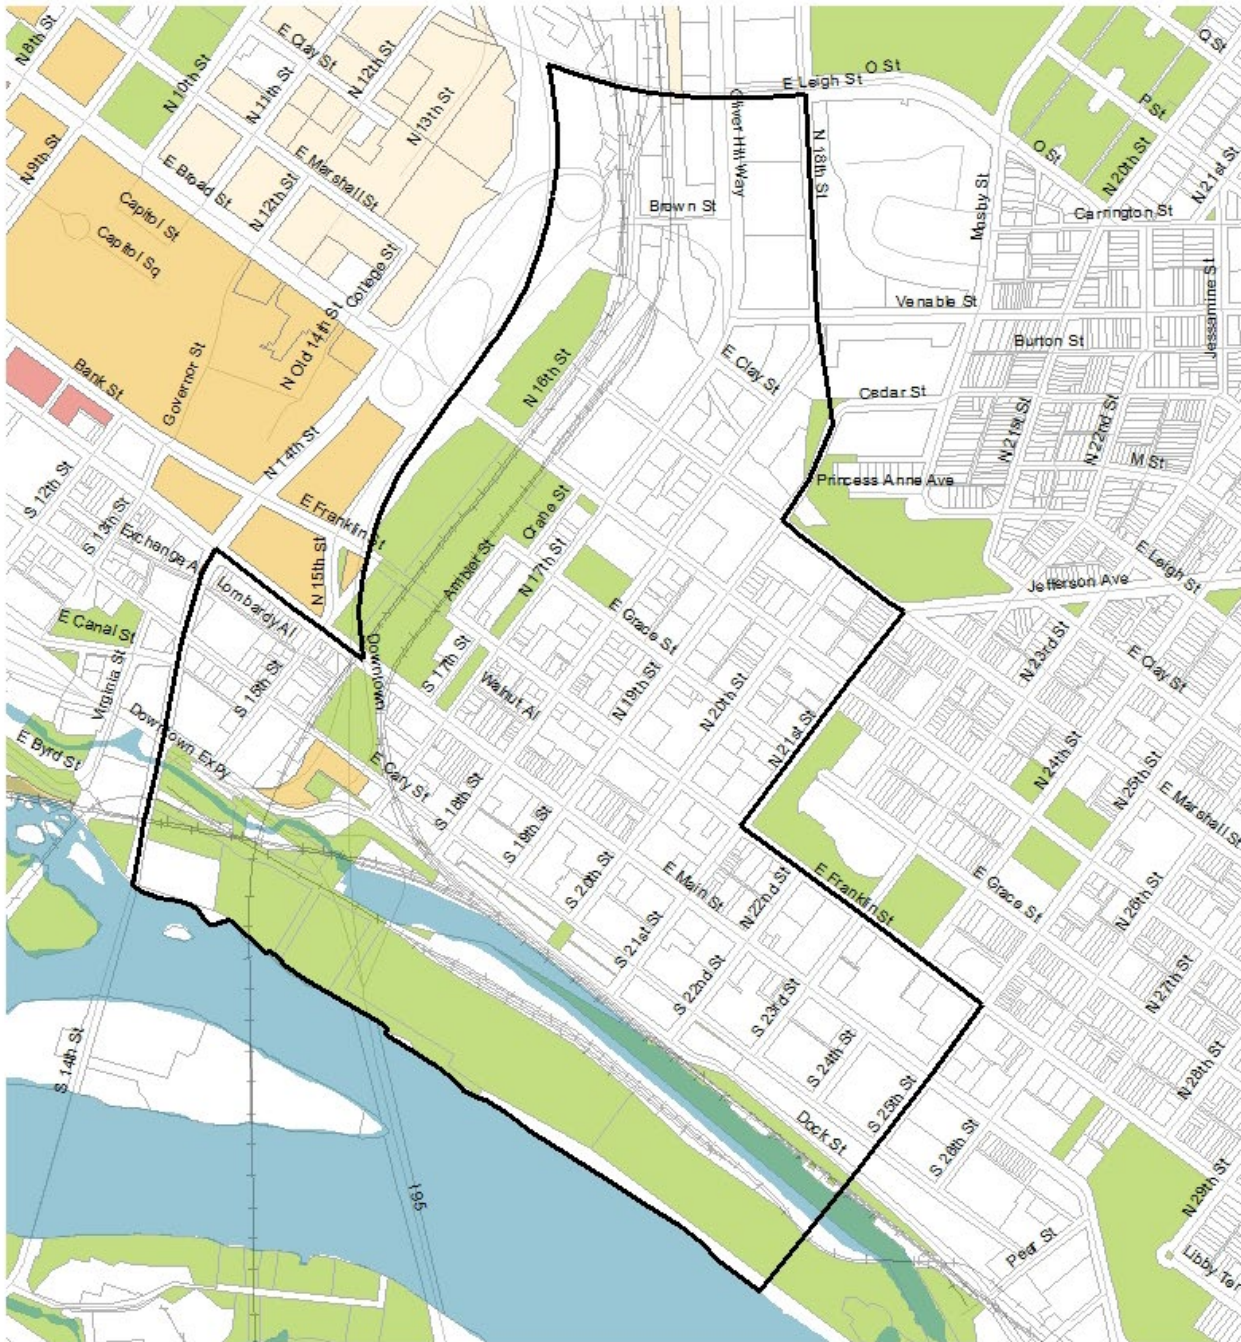 N 8th St
N 10th St
E Clay St
N 12th St
N 11th St
N 13th St
N 9th St
E Marshall St
E Broad St
N 12th St
Capitol St
Capitol Sq
College St
Governor St
N Old 14th St
Bank St
N 14th St
S 12th St
S 13th St
Exchange Al
E Franklin St
N 15th St
Lombardy Al
E Canal St
Virginia St
S 15th St
Downtown
Downtown Expy
E Byrd St
E Cary St
O St
E Leigh St
Oliver Hill Way
N 18th St
Brown St
Q St
P St
O St
N 20th St
N 21st St
Mosby St
Carrington St
Venable St
Burton St
Jessamine St
E Clay St
Cedar St
N 16th St
N 21st St
N 22nd St
M St
Princess Anne Ave
Crane St
Ambler St
N 17th St
E Leigh St
Jefferson Ave
E Grace St
S 17th St
Walnut Al
N 19th St
N 20th St
N 21st St
N 23rd St
E Clay St
N 24th St
N 25th St
E Marshall St
S 18th St
S 19th St
S 20th St
E Main St
N 22nd St
E Franklin St
E Grace St
N 26th St
S 21st St
S 22nd St
S 23rd St
S 24th St
N 27th St
S 14th St
I 95
Dock St
S 25th St
S 26th St
N 28th St
N 29th St
Pear St
Libby Ter